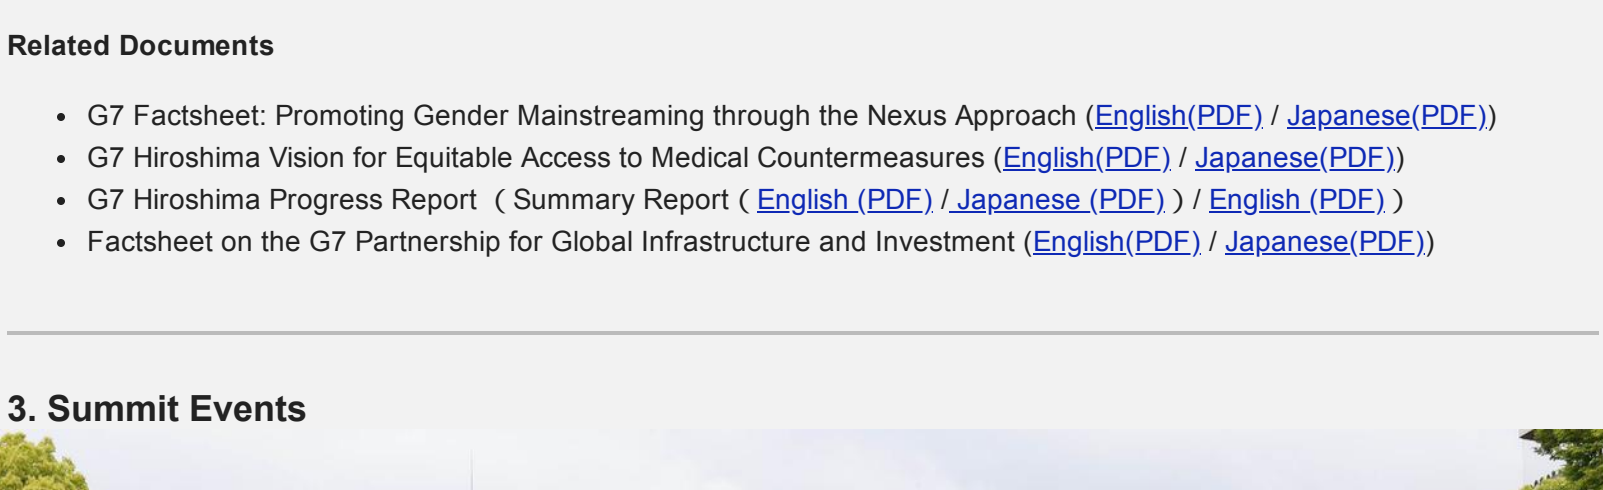 Related Documents
• G7 Factsheet: Promoting Gender Mainstreaming through the Nexus Approach (English(PDF) / Japanese(PDF))
• G7 Hiroshima Vision for Equitable Access to Medical Countermeasures (English(PDF) / Japanese(PDF))
• G7 Hiroshima Progress Report （Summary Report（English (PDF) / Japanese (PDF)）/ English (PDF)）
• Factsheet on the G7 Partnership for Global Infrastructure and Investment (English(PDF) / Japanese(PDF))
3. Summit Events